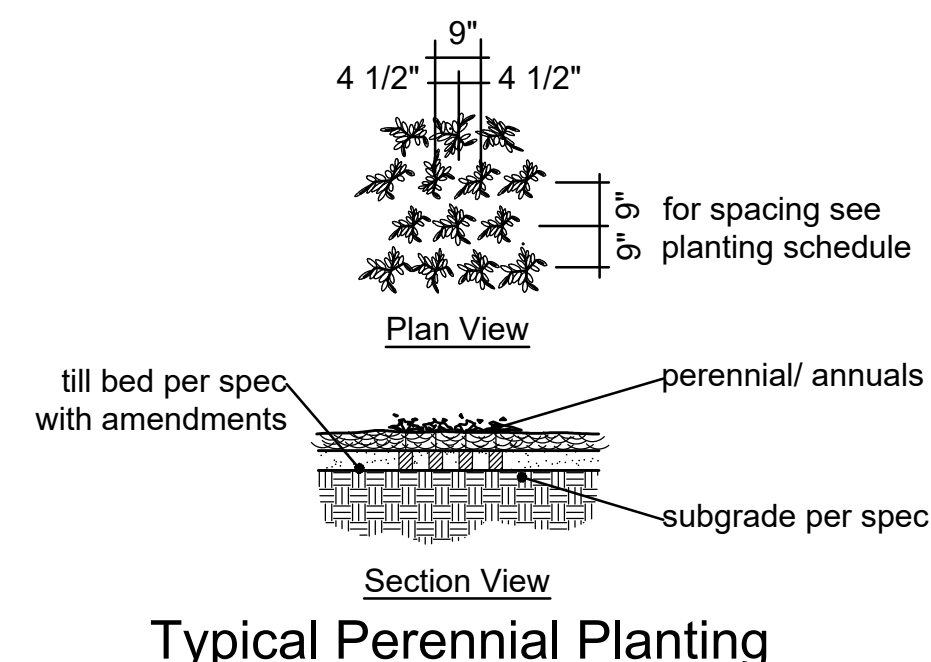 9"
4 1/2" 4 1/2"
9" for spacing see
9" planting schedule
Plan View
till bed per spec
with amendments
perennial/ annuals
subgrade per spec
Section View
Typical Perennial Planting